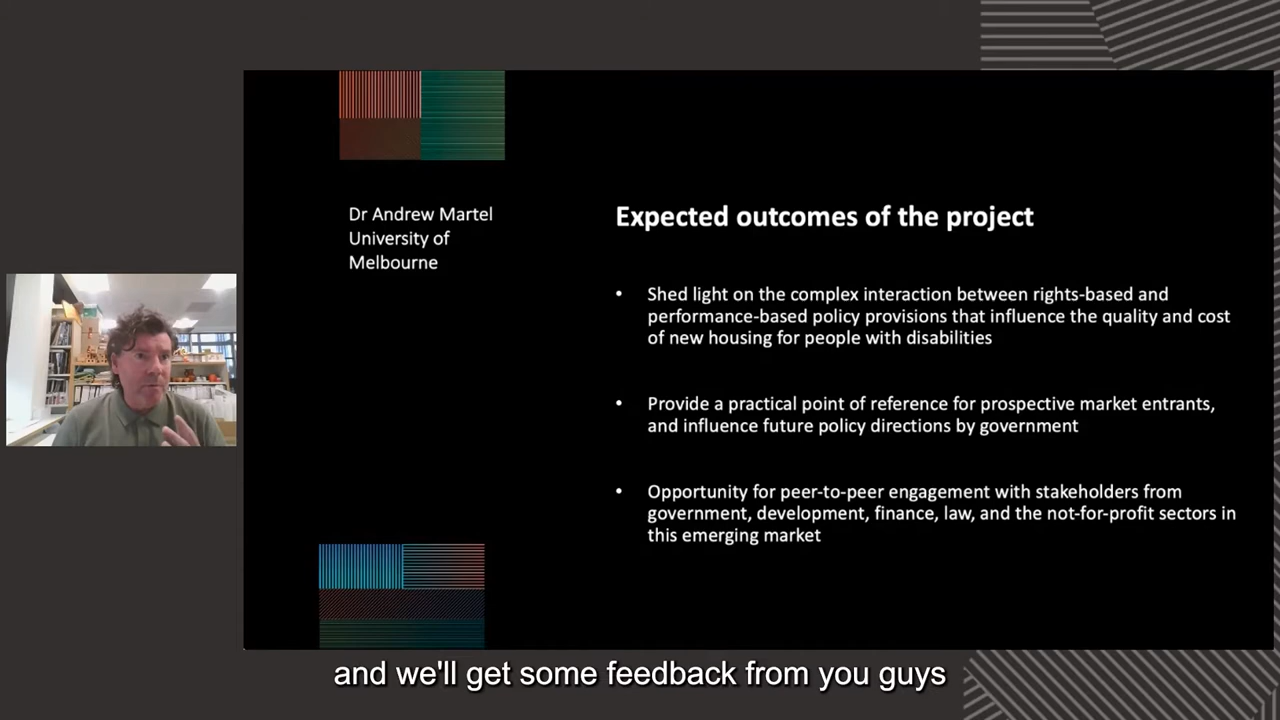 Dr Andrew Martel
University of
Melbourne
Expected outcomes of the project
• Shed light on the complex interaction between rights-based and
performance-based policy provisions that influence the quality and cost
of new housing for people with disabilities
• Provide a practical point of reference for prospective market entrants,
and influence future policy directions by government
• Opportunity for peer-to-peer engagement with stakeholders from
government, development, finance, law, and the not-for-profit sectors in
this emerging market
and we'll get some feedback from you guys